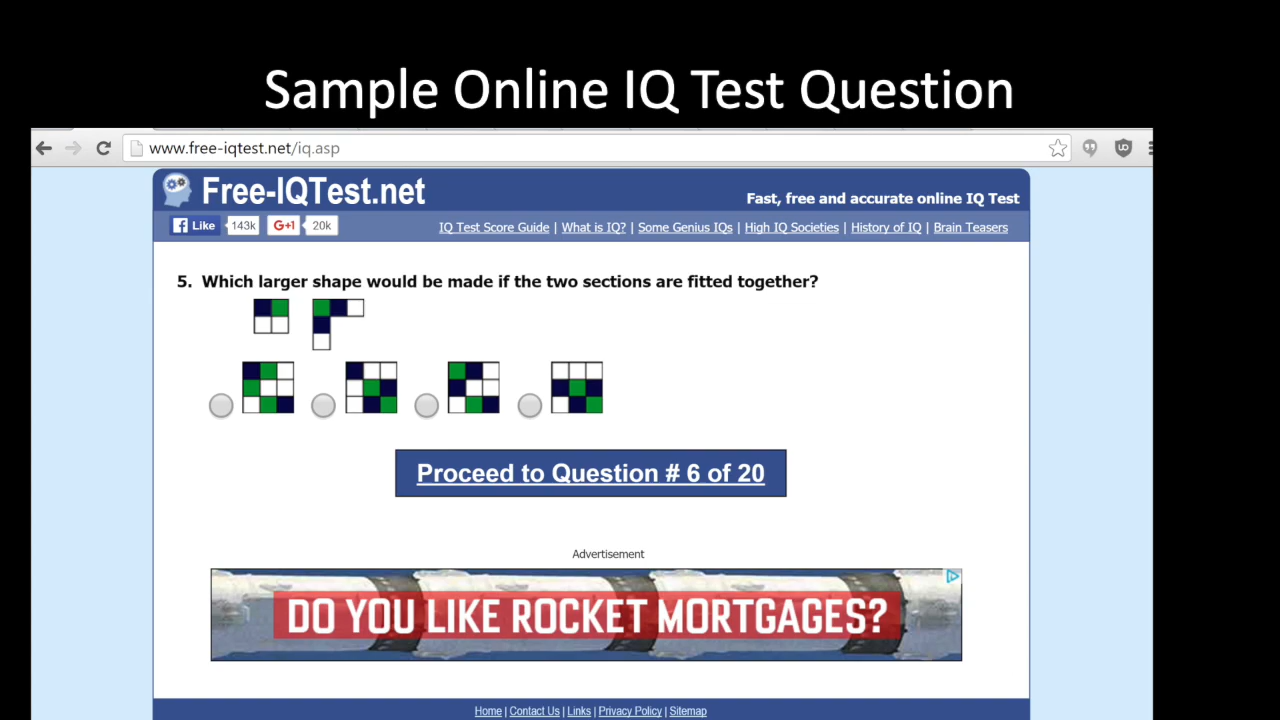 Sample Online IQ Test Question
www.free-iqtest.net/iq.asp
Free-IQTest.net
Fast, free and accurate online IQ Test
Like 143k G+1 20k
IQ Test Score Guide | What is IQ? | Some Genius IQs | High IQ Societies | History of IQ | Brain Teasers
5. Which larger shape would be made if the two sections are fitted together?
Proceed to Question # 6 of 20
Advertisement
DO YOU LIKE ROCKET MORTGAGES?
Home | Contact Us | Links | Privacy Policy | Sitemap